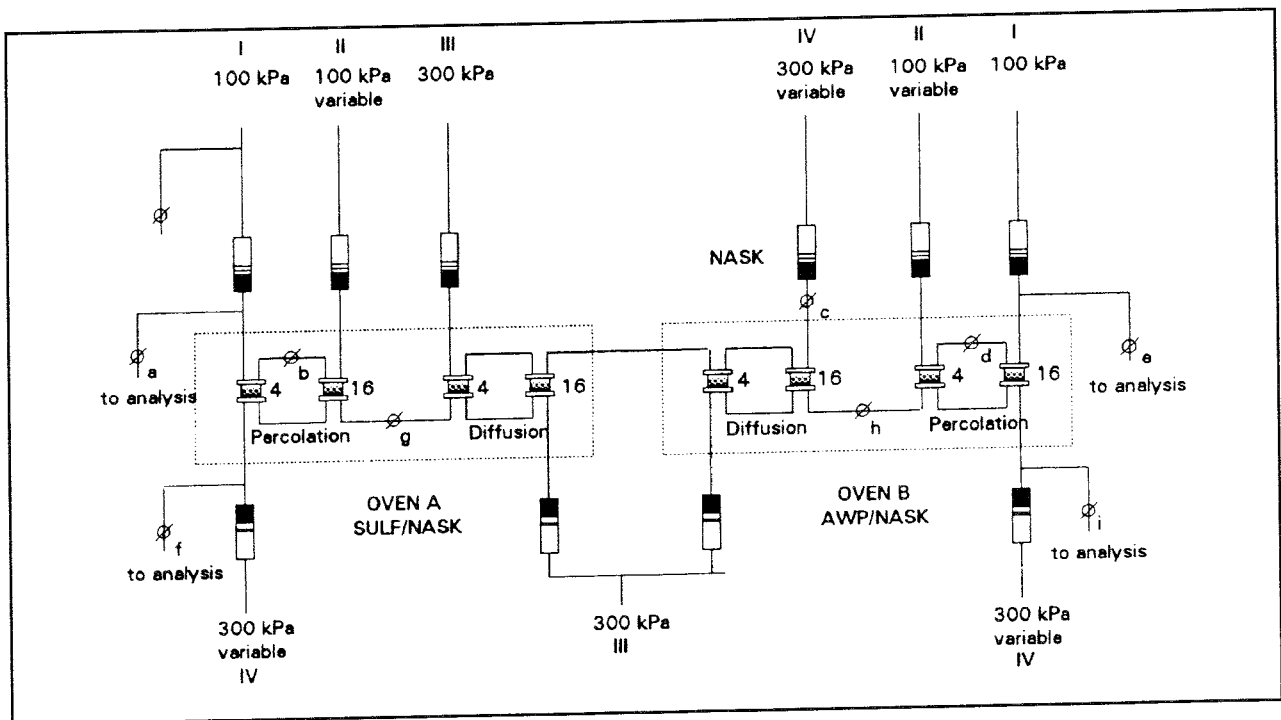 I
100 kPa
II
100 kPa
variable
III
300 kPa
IV
300 kPa
variable
II
100 kPa
variable
I
100 kPa
NASK
c
a
to analysis
b
4
16
Percolation
g
4
16
Diffusion
4
16
Diffusion
h
d
4
16
Percolation
e
to analysis
f
to analysis
OVEN A
SULF/NASK
OVEN B
AWP/NASK
i
to analysis
300 kPa
variable
IV
300 kPa
III
300 kPa
variable
IV